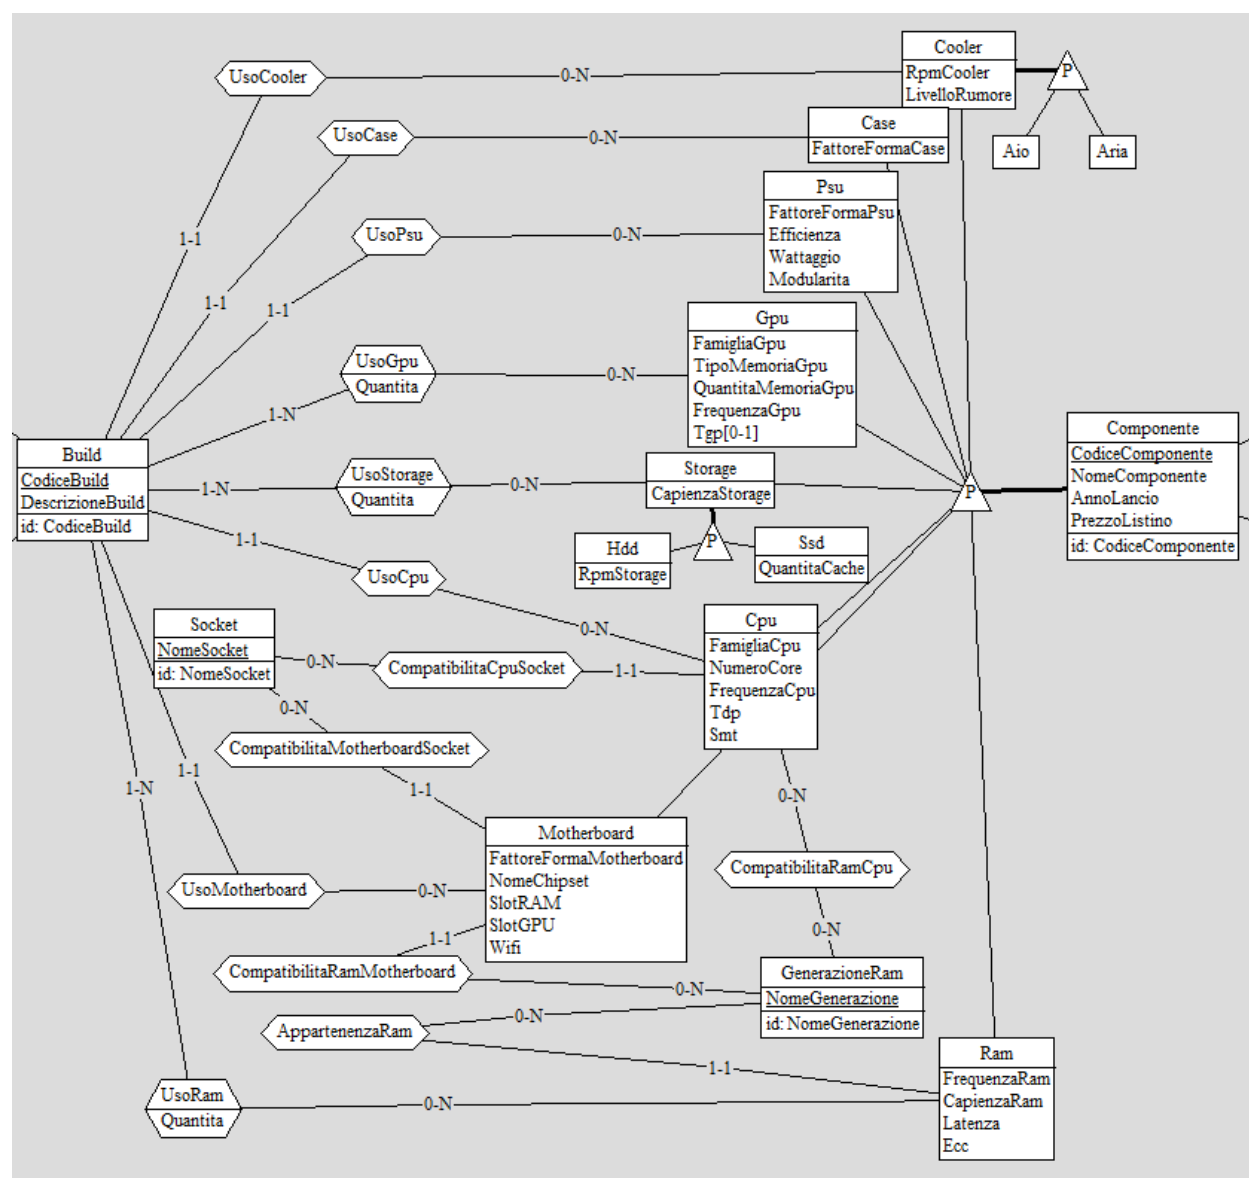 Cooler
RpmCooler
LivelloRumore
P
Aio
Aria
UsoCooler
0-N
1-1
UsoCase
0-N
1-1
Case
FattoreFormaCase
UsoPsu
0-N
1-1
Psu
FattoreFormaPsu
Efficienza
Wattaggio
Modularita
UsoGpu
Quantita
0-N
1-N
Gpu
FamigliaGpu
TipoMemoriaGpu
QuantitaMemoriaGpu
FrequenzaGpu
Tgp[0-1]
Build
CodiceBuild
DescrizioneBuild
id: CodiceBuild
1-N
UsoStorage
Quantita
0-N
Storage
CapienzaStorage
P
Hdd
RpmStorage
Ssd
QuantitaCache
P
Componente
CodiceComponente
NomeComponente
AnnoLancio
PrezzoListino
id: CodiceComponente
1-1
UsoCpu
0-N
Cpu
FamigliaCpu
NumeroCore
FrequenzaCpu
Tdp
Smt
Socket
NomeSocket
id: NomeSocket
0-N
CompatibilitaCpuSocket
1-1
0-N
CompatibilitaMotherboardSocket
1-1
1-1
1-N
UsoMotherboard
0-N
Motherboard
FattoreFormaMotherboard
NomeChipset
SlotRAM
SlotGPU
Wifi
0-N
CompatibilitaRamCpu
0-N
1-1
CompatibilitaRamMotherboard
0-N
GenerazioneRam
NomeGenerazione
id: NomeGenerazione
AppartenenzaRam
0-N
1-1
UsoRam
Quantita
0-N
Ram
FrequenzaRam
CapienzaRam
Latenza
Ecc